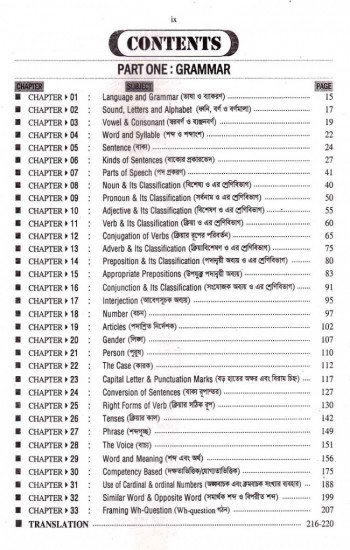 ix
CONTENTS
PART ONE : GRAMMAR
CHAPTER SUBJECT PAGE
CHAPTER 01 : Language and Grammar (ভাষা ও ব্যাকরণ) 15
CHAPTER 02 : Sound, Letters and Alphabet (ধ্বনি, বর্ণ ও বর্ণমালা) 17
CHAPTER 03 : Vowel & Consonant (স্বরবর্ণ ও ব্যঞ্জনবর্ণ) 19
CHAPTER 04 : Word and Syllable (শব্দ ও শব্দাংশ) 22
CHAPTER 05 : Sentence (বাক্য) 24
CHAPTER 06 : Kinds of Sentences (বাক্যের প্রকারভেদ) 27
CHAPTER 07 : Parts of Speech (পদ প্রকরণ) 41
CHAPTER 08 : Noun & Its Classification (বিশেষ্য ও এর শ্রেণিবিভাগ) 40
CHAPTER 09 : Pronoun & Its Classification (সর্বনাম ও এর শ্রেণিবিভাগ) 50
CHAPTER 10 : Adjective & Its Classification (বিশেষণ ও এর শ্রেণিবিভাগ) 55
CHAPTER 11 : Verb & Its Classification (ক্রিয়া ও এর শ্রেণিবিভাগ) 60
CHAPTER 12 : Conjugation of Verbs (ক্রিয়ার রূপের পরিবর্তন) 65
CHAPTER 13 : Adverb & Its Classification (ক্রিয়াবিশেষণ ও এর শ্রেণিবিভাগ) 75
CHAPTER 14 : Preposition & Its Classification (পদান্বয়ী অব্যয় ও এর শ্রেণিবিভাগ) 80
CHAPTER 15 : Appropriate Prepositions (উপযুক্ত পদান্বয়ী অব্যয়) 83
CHAPTER 16 : Conjunction & Its Classification (সংযোজক অব্যয় ও এর শ্রেণিবিভাগ) 91
CHAPTER 17 : Interjection (আবেগসূচক অব্যয়) 95
CHAPTER 18 : Number (বচন) 97
CHAPTER 19 : Articles (পদাশ্রিত নির্দেশক) 102
CHAPTER 20 : Gender (লিঙ্গ) 107
CHAPTER 21 : Person (পুরুষ) 110
CHAPTER 22 : The Case (কারক) 112
CHAPTER 23 : Capital Letter & Punctuation Marks (বড় হাতের অক্ষর এবং বিরাম চিহ্ন) 117
CHAPTER 24 : Conversion of Sentences (বাক্য রূপান্তর) 127
CHAPTER 25 : Right Forms of Verb (ক্রিয়ার সঠিক রূপ) 130
CHAPTER 26 : Tenses (ক্রিয়ার কাল) 142
CHAPTER 27 : Phrase (শব্দগুচ্ছ) 149
CHAPTER 28 : The Voice (বাচ্য) 151
CHAPTER 29 : Word and Meaning (শব্দ এবং অর্থ) 156
CHAPTER 30 : Competency Based (দক্ষতাভিত্তিক/যোগ্যতাভিত্তিক) 175
CHAPTER 31 : Use of Cardinal & ordinal Numbers (অঙ্কবাচক এবং ক্রমবাচক সংখ্যার ব্যবহার) 188
CHAPTER 32 : Similar Word & Opposite Word (সমার্থক শব্দ ও বিপরীত শব্দ) 199
CHAPTER 33 : Framing Wh-Question (Wh-question গঠন) 207
TRANSLATION 216-220